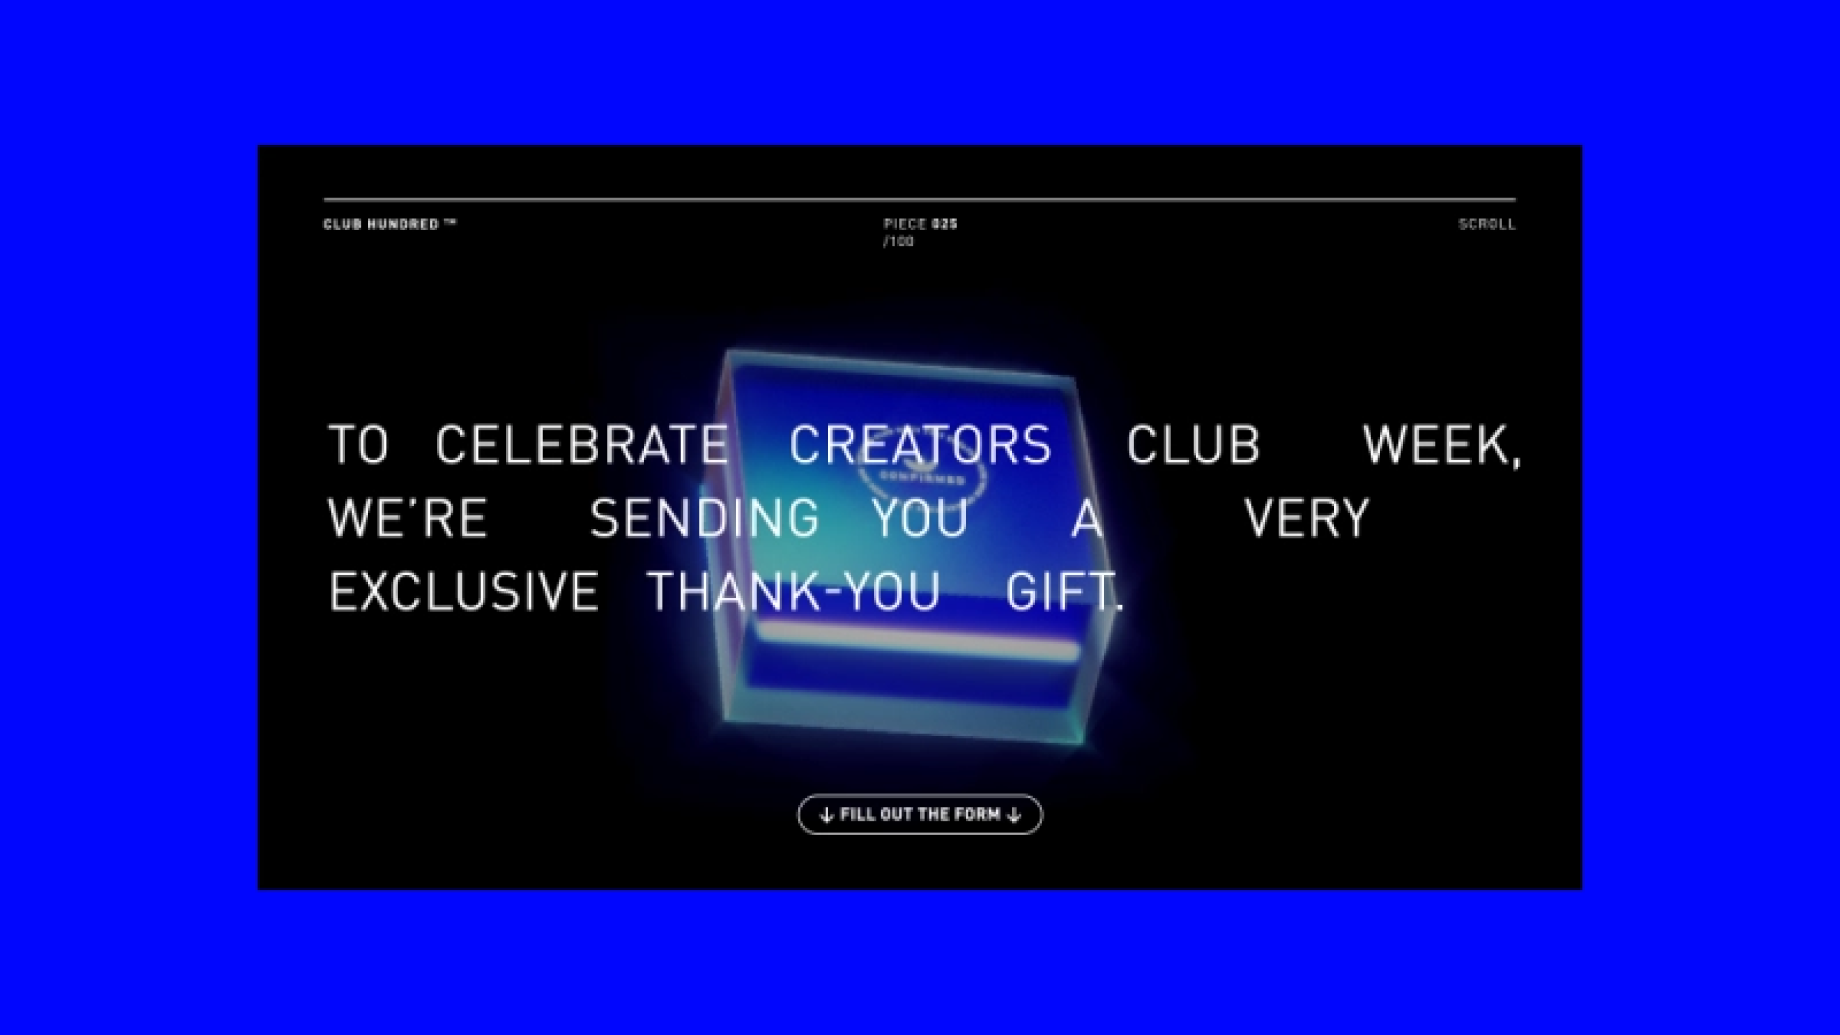 CLUB HUNDRED ™
PIECE 025
/100
SCROLL
TO CELEBRATE CREATORS CLUB WEEK,
WE’RE SENDING YOU A VERY
EXCLUSIVE THANK-YOU GIFT.
CONFIRMED
↓ FILL OUT THE FORM ↓